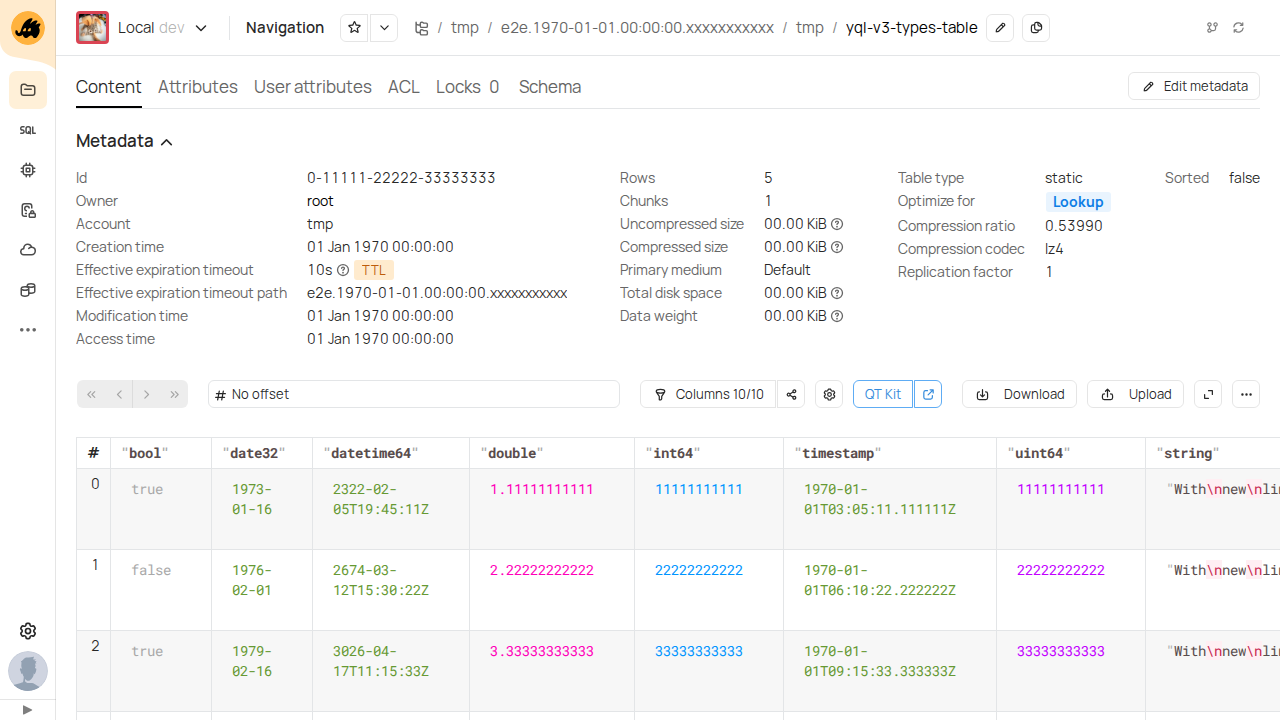 Local dev
Navigation
/ tmp / e2e.1970-01-01.00:00:00.xxxxxxxxxxx / tmp / yql-v3-types-table
SQL
Content Attributes User attributes ACL Locks 0 Schema
Edit metadata
Metadata
Id 0-11111-22222-33333333
Owner root
Account tmp
Creation time 01 Jan 1970 00:00:00
Effective expiration timeout 10s TTL
Effective expiration timeout path e2e.1970-01-01.00:00:00.xxxxxxxxxxx
Modification time 01 Jan 1970 00:00:00
Access time 01 Jan 1970 00:00:00
Rows 5
Chunks 1
Uncompressed size 00.00 KiB
Compressed size 00.00 KiB
Primary medium Default
Total disk space 00.00 KiB
Data weight 00.00 KiB
Table type static
Optimize for Lookup
Compression ratio 0.53990
Compression codec lz4
Replication factor 1
Sorted false
# No offset
Columns 10/10
QT Kit
Download
Upload
# "bool" "date32" "datetime64" "double" "int64" "timestamp" "uint64" "string"
0 true 1973-01-16 2322-02-05T19:45:11Z 1.11111111111 11111111111 1970-01-01T03:05:11.111111Z 11111111111 "With\nnew\nlin
1 false 1976-02-01 2674-03-12T15:30:22Z 2.22222222222 22222222222 1970-01-01T06:10:22.222222Z 22222222222 "With\nnew\nlin
2 true 1979-02-16 3026-04-17T11:15:33Z 3.33333333333 33333333333 1970-01-01T09:15:33.333333Z 33333333333 "With\nnew\nlin